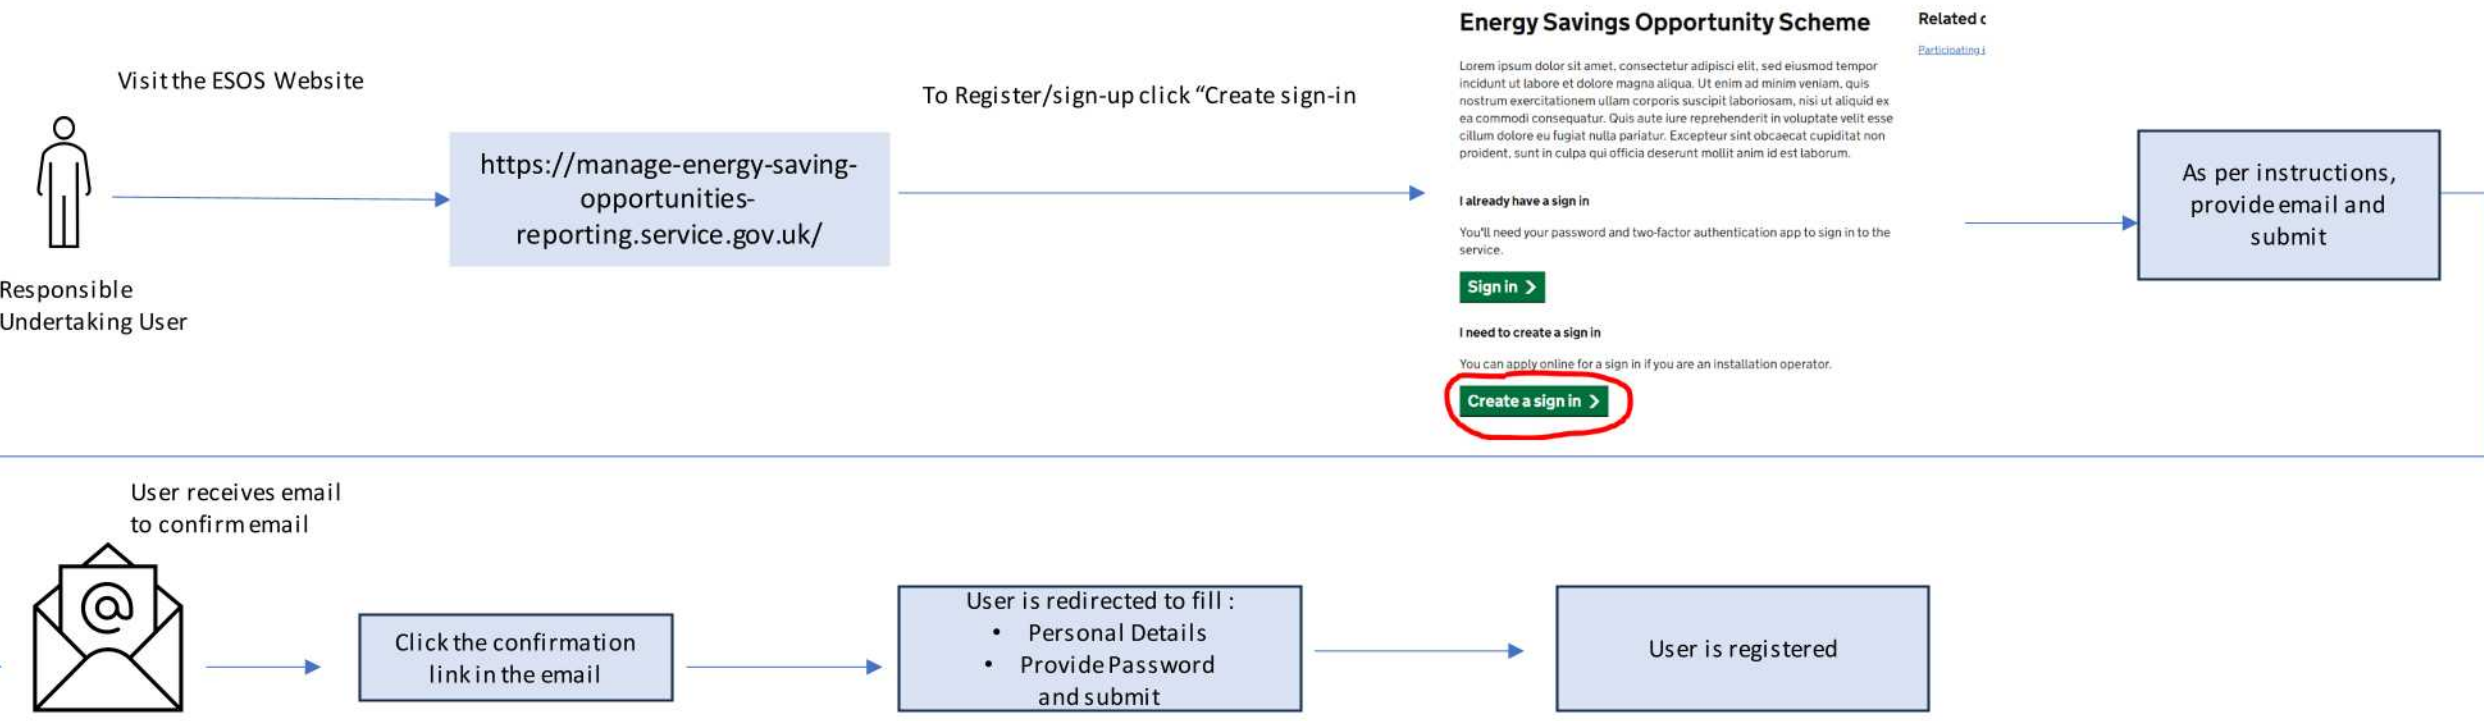 Visit the ESOS Website
Responsible
Undertaking User
https://manage-energy-saving-
opportunities-
reporting.service.gov.uk/
To Register/sign-up click “Create sign-in
Energy Savings Opportunity Scheme
Lorem ipsum dolor sit amet, consectetur adipisci elit, sed eiusmod tempor
incidunt ut labore et dolore magna aliqua. Ut enim ad minim veniam, quis
nostrum exercitationem ullam corporis suscipit laboriosam, nisi ut aliquid ex
ea commodi consequatur. Quis aute iure reprehenderit in voluptate velit esse
cillum dolore eu fugiat nulla pariatur. Excepteur sint obcaecat cupiditat non
proident, sunt in culpa qui officia deserunt mollit anim id est laborum.
I already have a sign in
You'll need your password and two-factor authentication app to sign in to the
service.
Sign in >
I need to create a sign in
You can apply online for a sign in if you are an installation operator.
Create a sign in >
Related c
Participating i
As per instructions,
provide email and
submit
User receives email
to confirm email
@
Click the confirmation
link in the email
User is redirected to fill :
• Personal Details
• Provide Password
and submit
User is registered